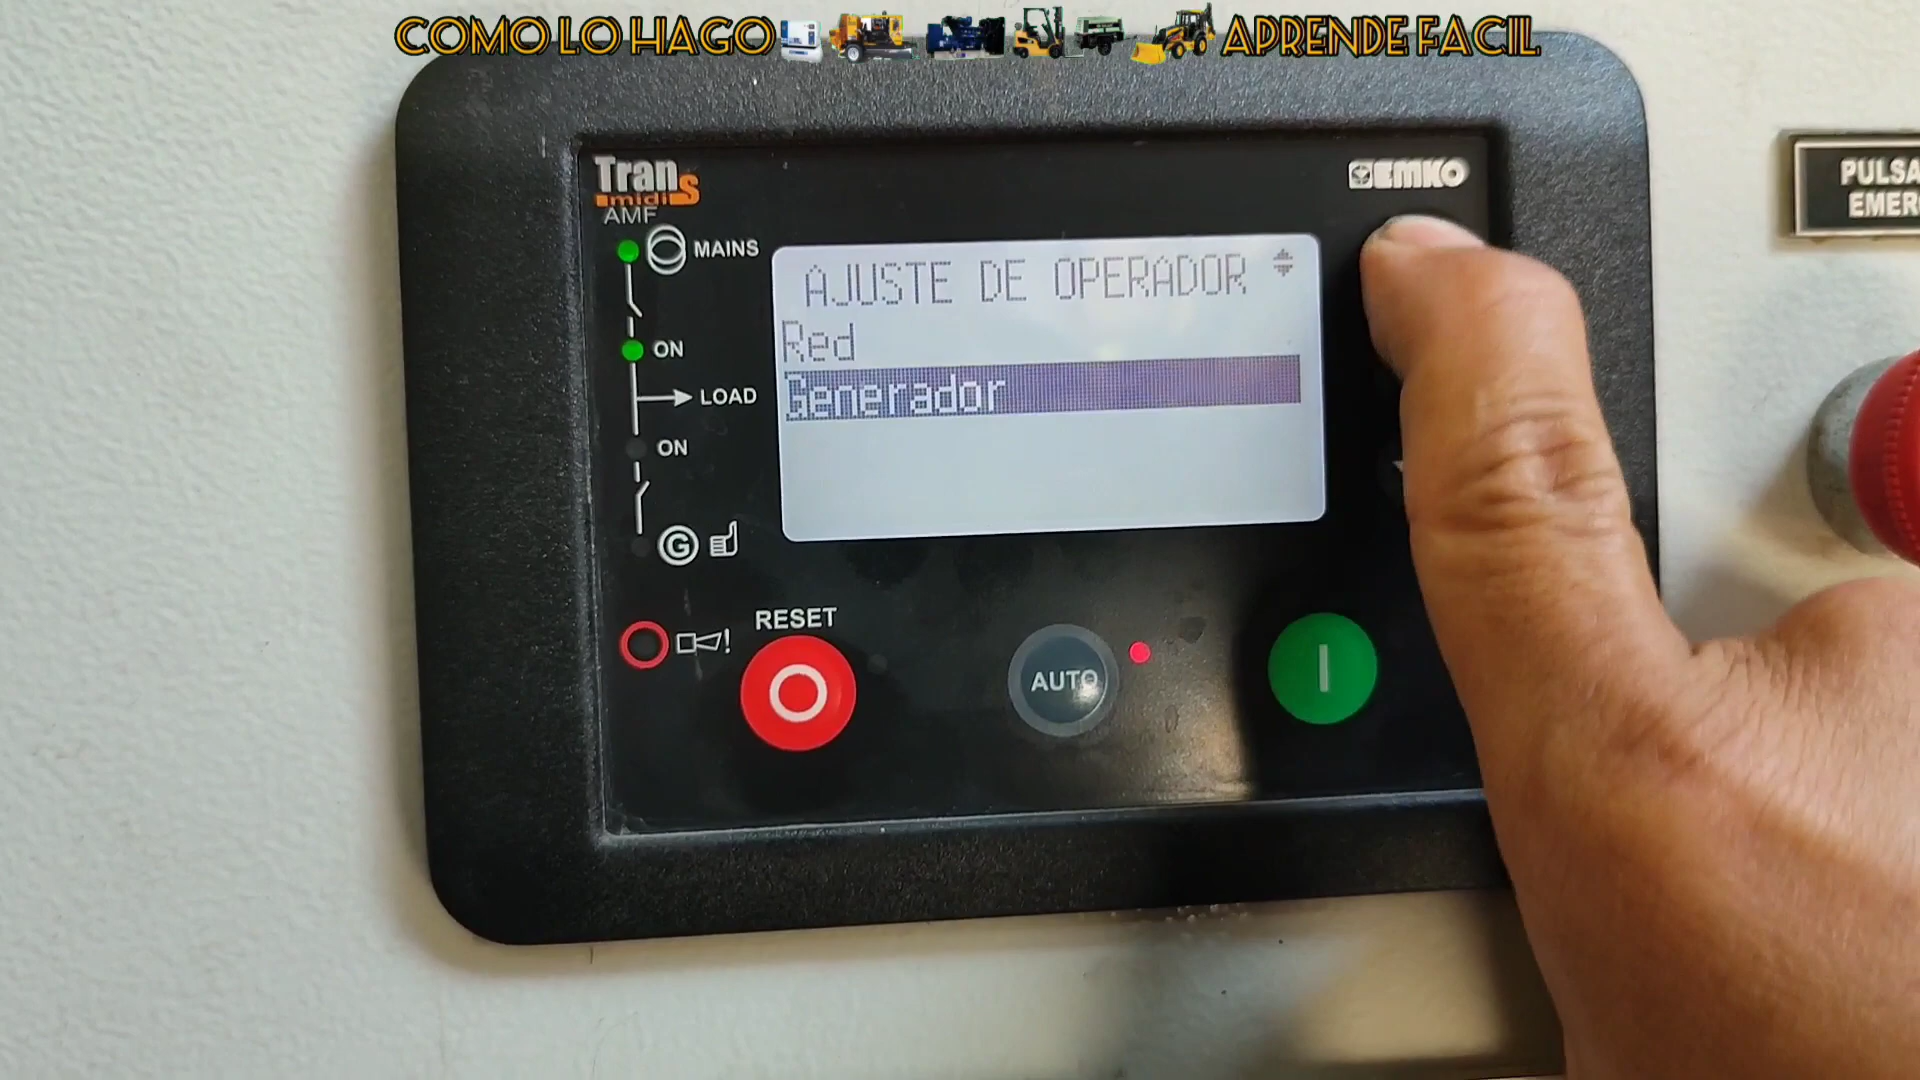 COMO LO HAGO APRENDE FACIL
Trans
midi
AMF
EMKO
MAINS
ON
LOAD
ON
G
AJUSTE DE OPERADOR
Red
Generador
RESET
AUTO
PULSA
EMER